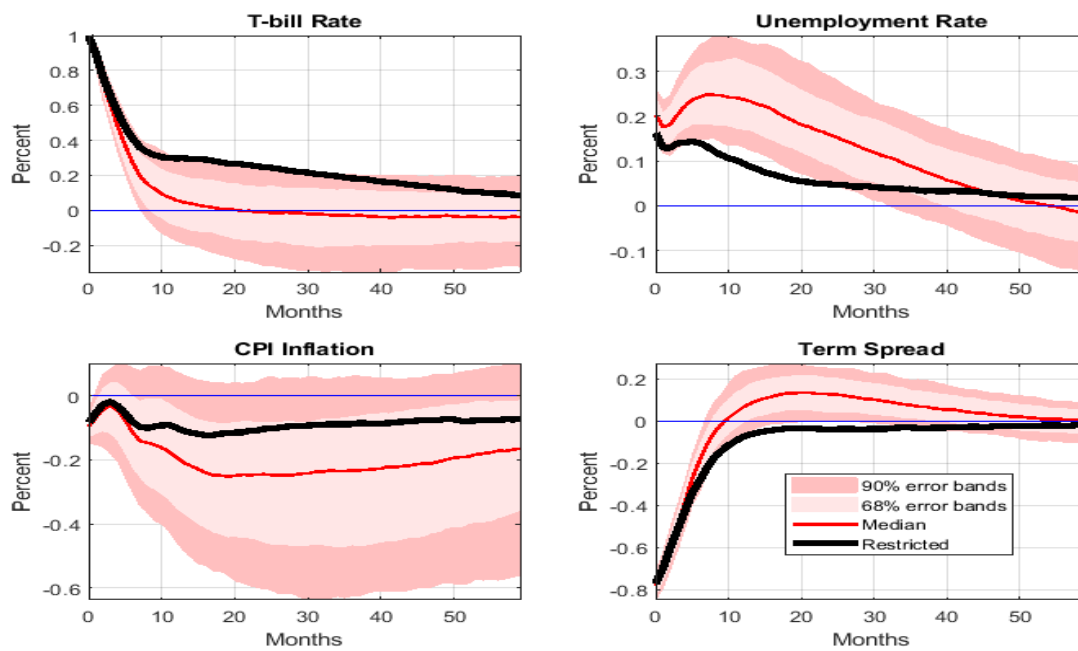 T-bill Rate
1
0.8
0.6
0.4
0.2
0
-0.2
Percent
0 10 20 30 40 50
Months
Unemployment Rate
0.3
0.2
0.1
0
-0.1
Percent
0 10 20 30 40 50
Months
CPI Inflation
0
-0.2
-0.4
-0.6
Percent
0 10 20 30 40 50
Months
Term Spread
0.2
0
-0.2
-0.4
-0.6
-0.8
Percent
90% error bands
68% error bands
Median
Restricted
0 10 20 30 40 50
Months